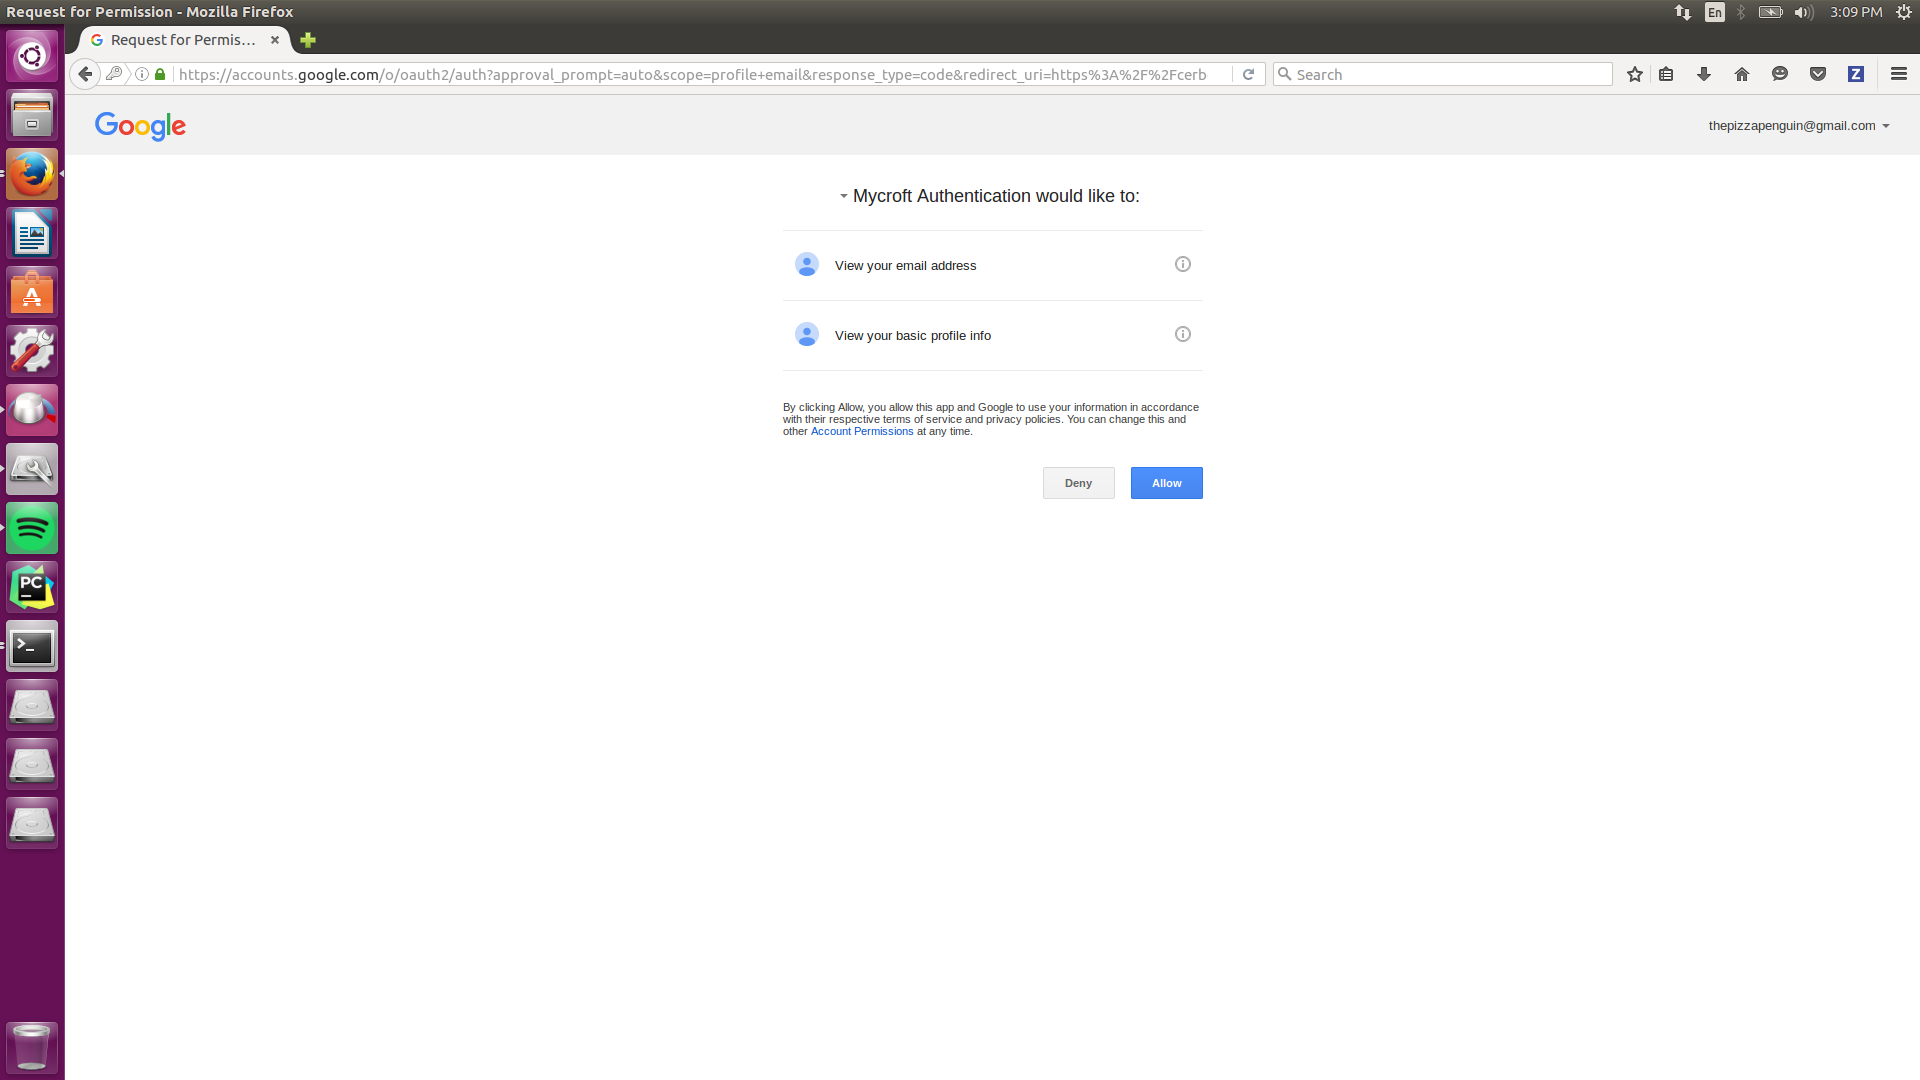 Request for Permission - Mozilla Firefox
En
3:09 PM
Request for Permis...
https://accounts.google.com/o/oauth2/auth?approval_prompt=auto&scope=profile+email&response_type=code&redirect_uri=https%3A%2F%2Fcerb
Search
Z
Google
thepizzapenguin@gmail.com
Mycroft Authentication would like to:
View your email address
View your basic profile info
By clicking Allow, you allow this app and Google to use your information in accordance
with their respective terms of service and privacy policies. You can change this and
other Account Permissions at any time.
Deny
Allow
A
PC
>_